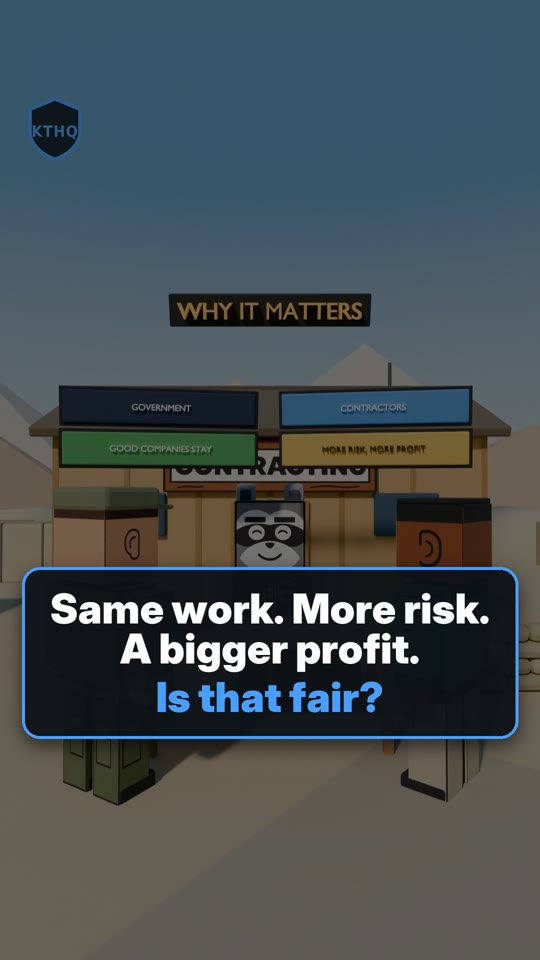 KTHQ
WHY IT MATTERS
GOVERNMENT
CONTRACTORS
GOOD COMPANIES STAY
MORE RISK, MORE PROFIT
CONTRACTING
Same work. More risk.
A bigger profit.
Is that fair?